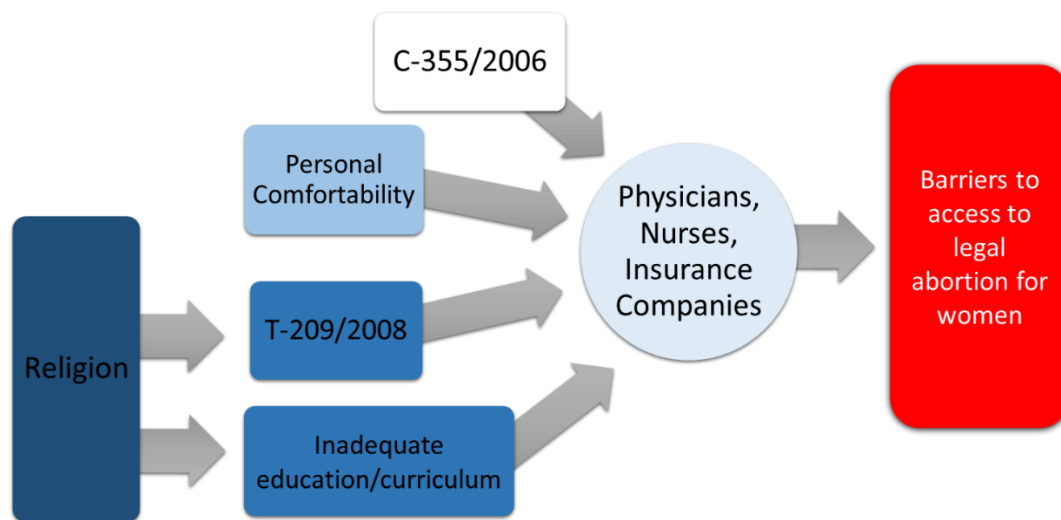 C-355/2006
Personal
Comfortability
Physicians,
Nurses,
Insurance
Companies
Barriers to
access to
legal
abortion for
women
Religion
T-209/2008
Inadequate
education/curriculum